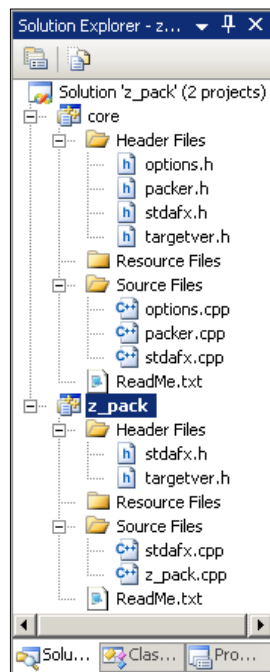 Solution Explorer - z...
Solution 'z_pack' (2 projects)
core
Header Files
options.h
packer.h
stdafx.h
targetver.h
Resource Files
Source Files
options.cpp
packer.cpp
stdafx.cpp
ReadMe.txt
z_pack
Header Files
stdafx.h
targetver.h
Resource Files
Source Files
stdafx.cpp
z_pack.cpp
ReadMe.txt
Solu... Clas... Pro...